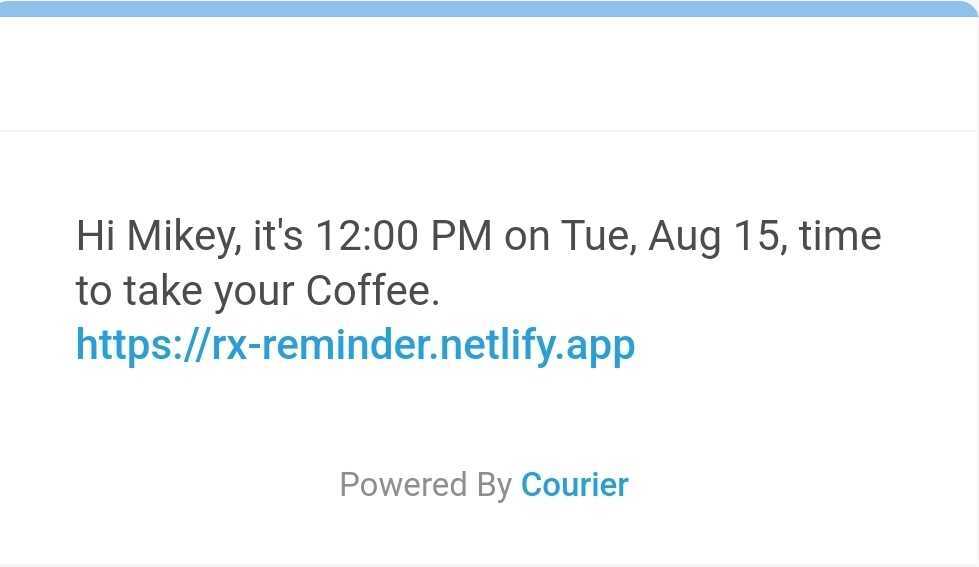 Hi Mikey, it's 12:00 PM on Tue, Aug 15, time
to take your Coffee.
https://rx-reminder.netlify.app
Powered By Courier